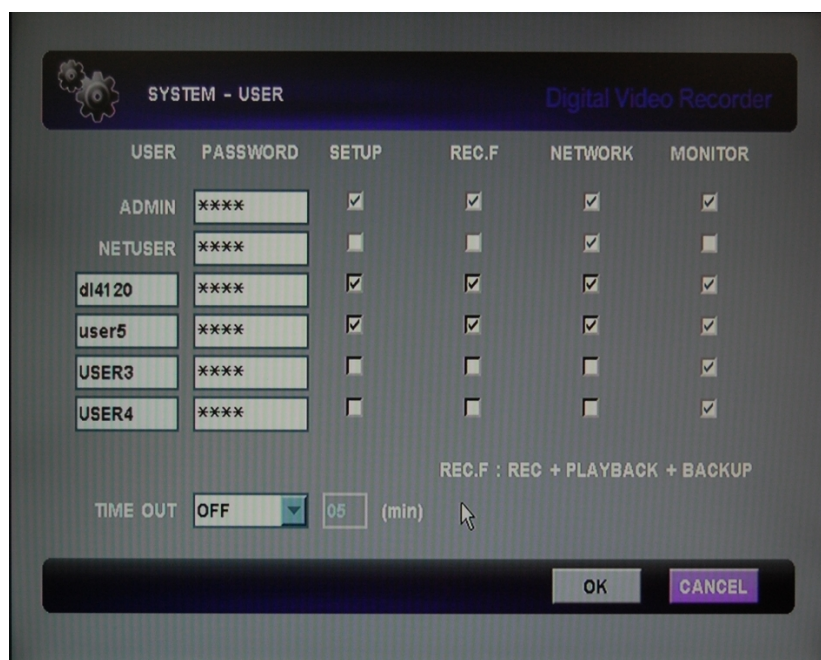 SYSTEM - USER Digital Video Recorder
USER PASSWORD SETUP REC.F NETWORK MONITOR
ADMIN ****
NETUSER ****
dl4120 ****
user5 ****
USER3 ****
USER4 ****
REC.F : REC + PLAYBACK + BACKUP
TIME OUT OFF 05 (min)
OK CANCEL